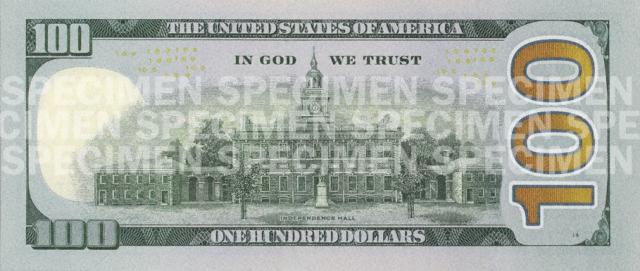 THE UNITED STATES OF AMERICA
100
IN GOD WE TRUST
SPECIMEN SPECIMEN SPECIMEN
SPECIMEN SPECIMEN SPECIMEN
SPECIMEN SPECIMEN SPECIMEN
100
INDEPENDENCE HALL
100
ONE HUNDRED DOLLARS